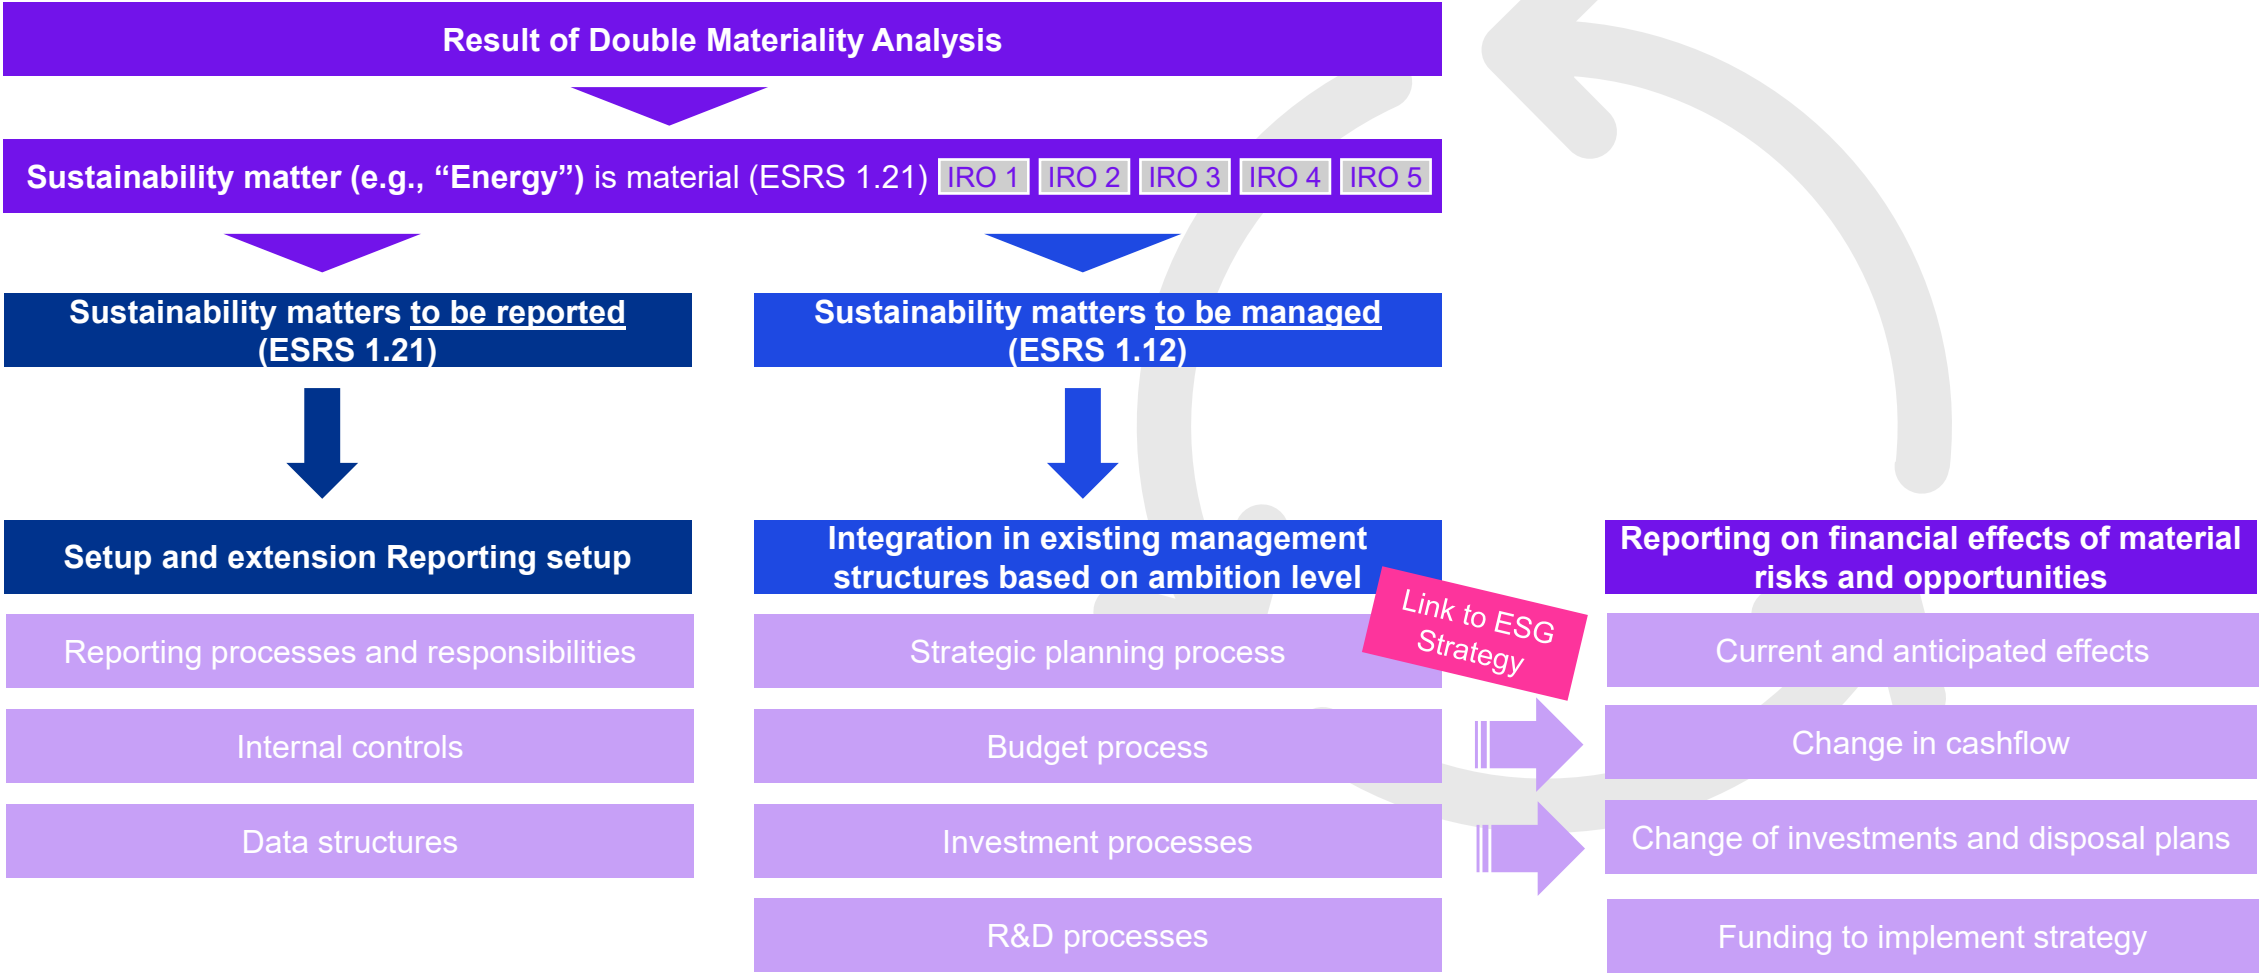 Result of Double Materiality Analysis
Sustainability matter (e.g., “Energy”) is material (ESRS 1.21) IRO 1 IRO 2 IRO 3 IRO 4 IRO 5
Sustainability matters to be reported
(ESRS 1.21)
Sustainability matters to be managed
(ESRS 1.12)
Setup and extension Reporting setup
Reporting processes and responsibilities
Internal controls
Data structures
Integration in existing management
structures based on ambition level
Strategic planning process
Budget process
Investment processes
R&D processes
Link to ESG
Strategy
Reporting on financial effects of material
risks and opportunities
Current and anticipated effects
Change in cashflow
Change of investments and disposal plans
Funding to implement strategy